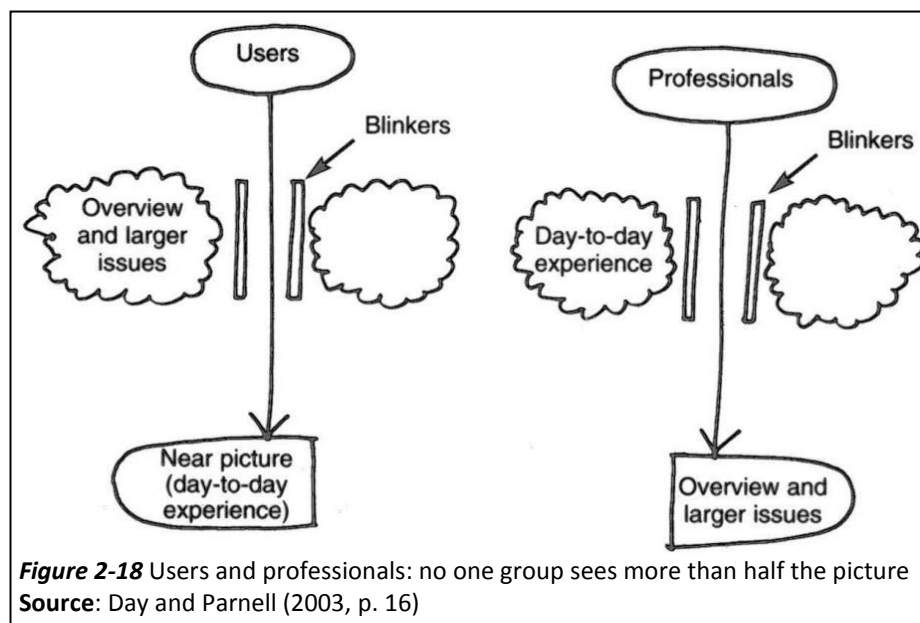 Users
Blinkers
Overview
and larger
issues
Near picture
(day-to-day
experience)
Professionals
Blinkers
Day-to-day
experience
Overview and
larger issues
Figure 2-18 Users and professionals: no one group sees more than half the picture
Source: Day and Parnell (2003, p. 16)